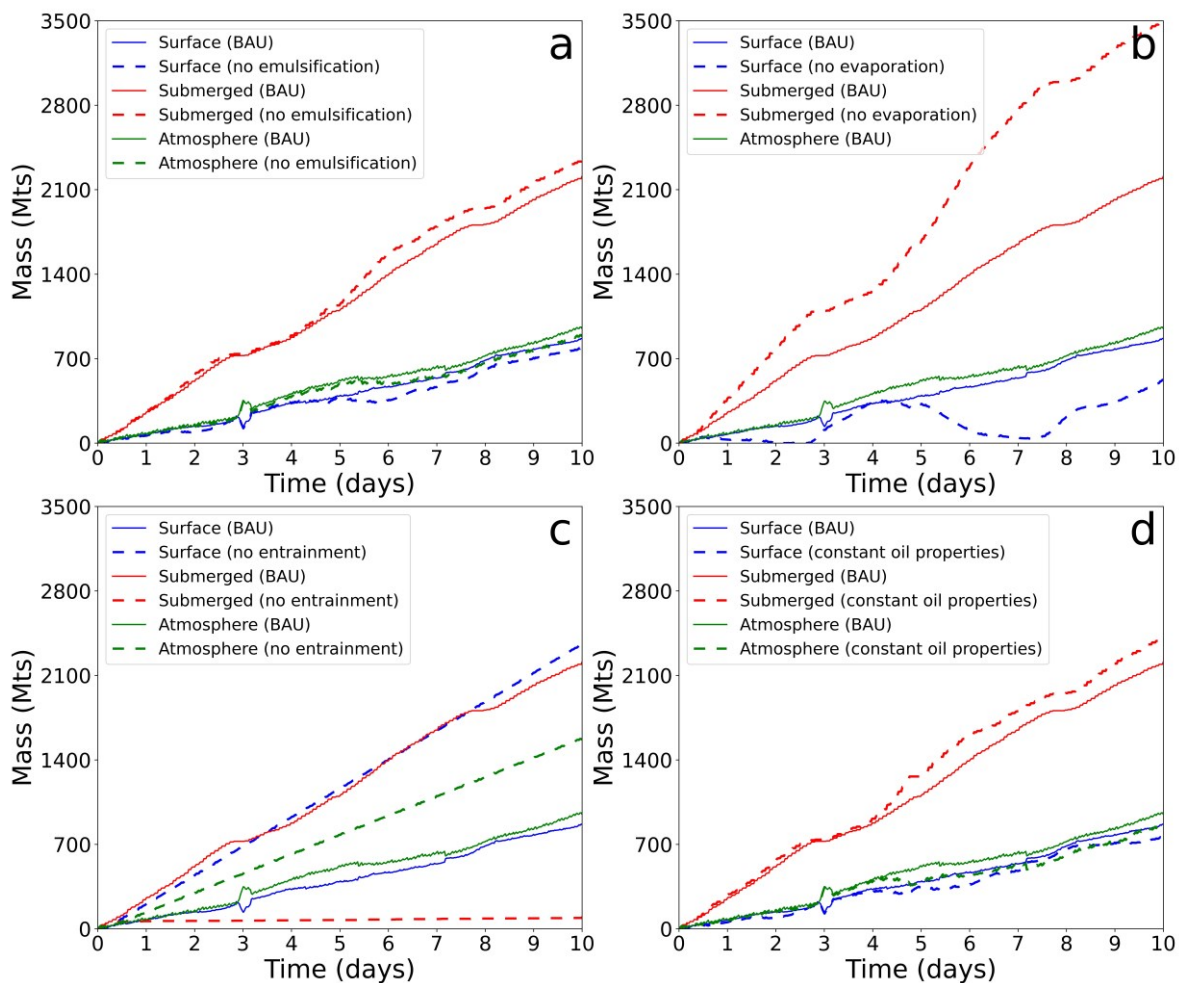 a
Surface (BAU)
Surface (no emulsification)
Submerged (BAU)
Submerged (no emulsification)
Atmosphere (BAU)
Atmosphere (no emulsification)
Mass (Mts)
3500
2800
2100
1400
700
0
0 1 2 3 4 5 6 7 8 9 10
Time (days)
b
Surface (BAU)
Surface (no evaporation)
Submerged (BAU)
Submerged (no evaporation)
Atmosphere (BAU)
Mass (Mts)
3500
2800
2100
1400
700
0
0 1 2 3 4 5 6 7 8 9 10
Time (days)
c
Surface (BAU)
Surface (no entrainment)
Submerged (BAU)
Submerged (no entrainment)
Atmosphere (BAU)
Atmosphere (no entrainment)
Mass (Mts)
3500
2800
2100
1400
700
0
0 1 2 3 4 5 6 7 8 9 10
Time (days)
d
Surface (BAU)
Surface (constant oil properties)
Submerged (BAU)
Submerged (constant oil properties)
Atmosphere (BAU)
Atmosphere (constant oil properties)
Mass (Mts)
3500
2800
2100
1400
700
0
0 1 2 3 4 5 6 7 8 9 10
Time (days)